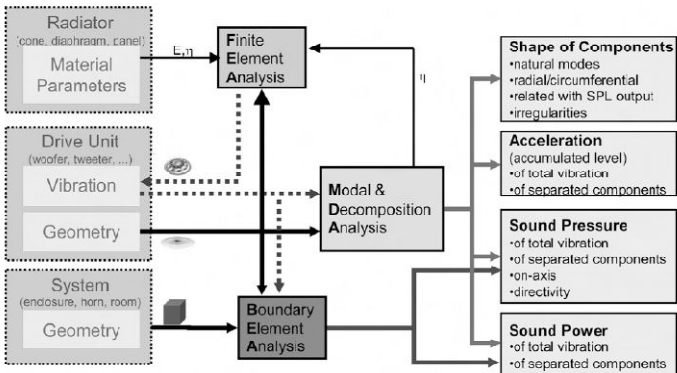 Radiator
(cone, diaphragm, panel)
Material
Parameters
E,η
Finite
Element
Analysis
η
Drive Unit
(woofer, tweeter, ...)
Vibration
Geometry
Modal &
Decomposition
Analysis
System
(endosure, horn, room)
Geometry
Boundary
Element
Analysis
Shape of Components
•natural modes
•radial/circumferential
•related with SPL output
•irregularities
Acceleration
(accumulated level)
•of total vibration
•of separated components
Sound Pressure
•of total vibration
•of separated components
•on-axis
•directivity
Sound Power
•of total vibration
•of separated components